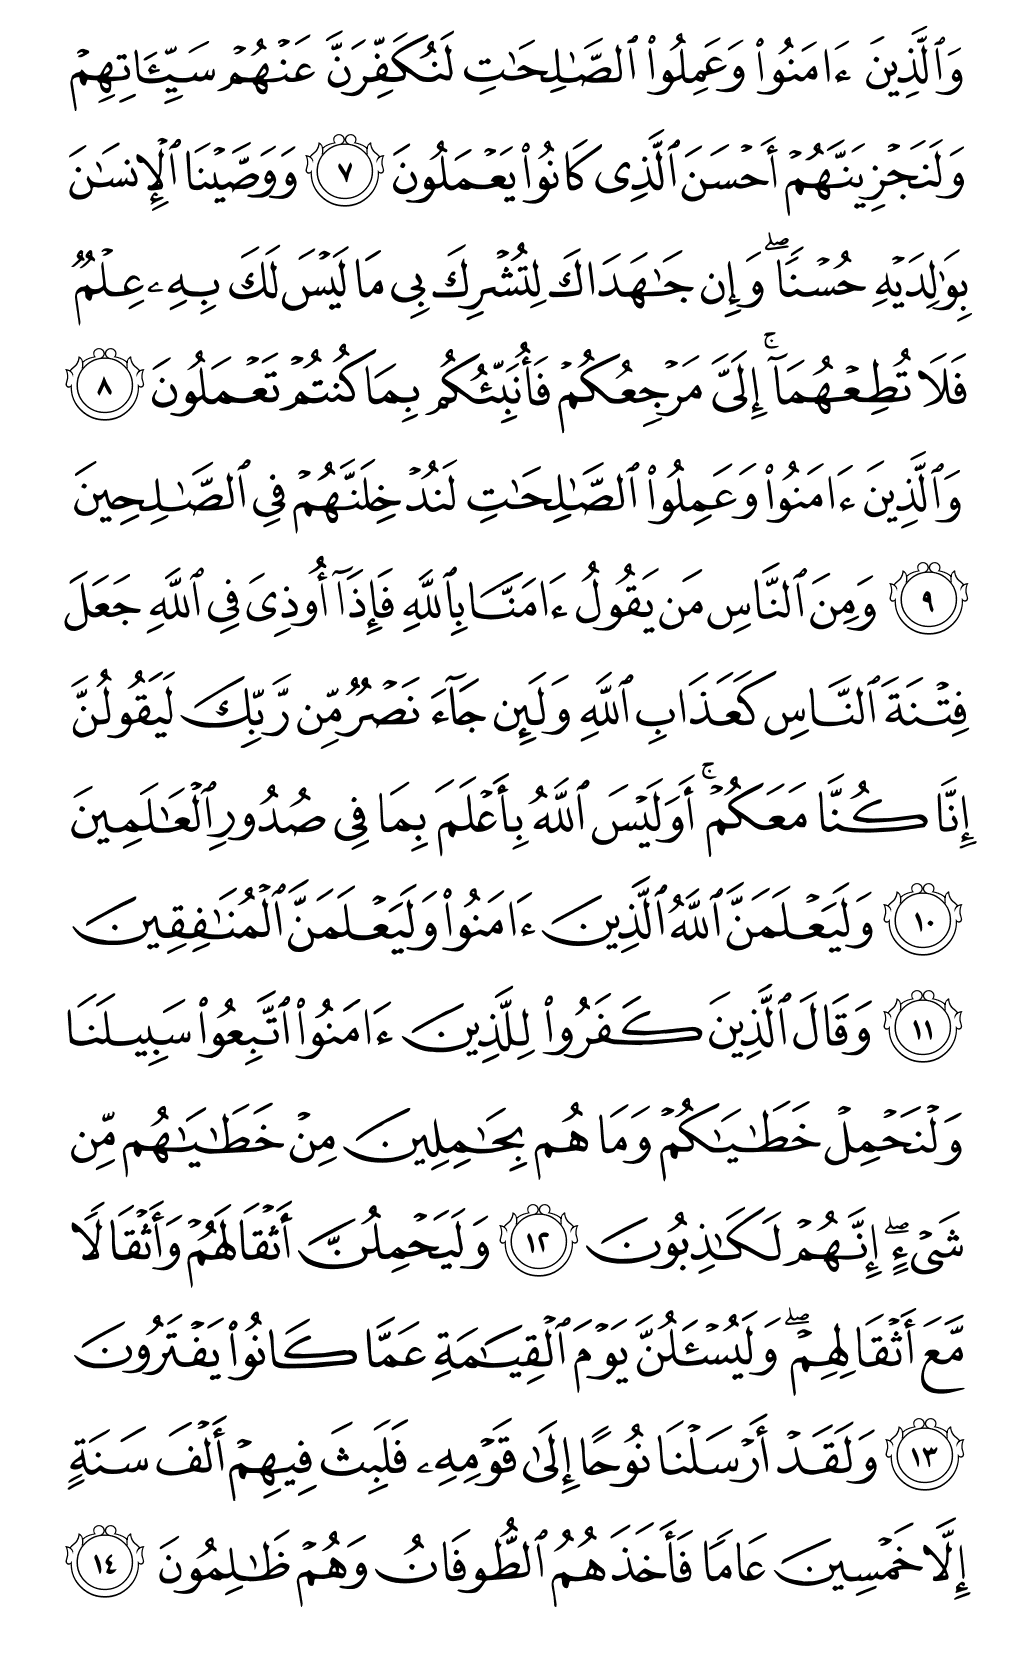 وَٱلَّذِينَ ءَامَنُوا۟ وَعَمِلُوا۟ ٱلصَّـٰلِحَـٰتِ لَنُكَفِّرَنَّ عَنْهُمْ سَيِّـَٔاتِهِمْ
وَلَنَجْزِيَنَّهُمْ أَحْسَنَ ٱلَّذِى كَانُوا۟ يَعْمَلُونَ ٧ وَوَصَّيْنَا ٱلْإِنسَـٰنَ
بِوَٰلِدَيْهِ حُسْنًا ۖ وَإِن جَـٰهَدَاكَ لِتُشْرِكَ بِى مَا لَيْسَ لَكَ بِهِۦ عِلْمٌ
فَلَا تُطِعْهُمَآ ۚ إِلَىَّ مَرْجِعُكُمْ فَأُنَبِّئُكُم بِمَا كُنتُمْ تَعْمَلُونَ ٨
وَٱلَّذِينَ ءَامَنُوا۟ وَعَمِلُوا۟ ٱلصَّـٰلِحَـٰتِ لَنُدْخِلَنَّهُمْ فِى ٱلصَّـٰلِحِينَ
٩ وَمِنَ ٱلنَّاسِ مَن يَقُولُ ءَامَنَّا بِٱللَّهِ فَإِذَآ أُوذِىَ فِى ٱللَّهِ جَعَلَ
فِتْنَةَ ٱلنَّاسِ كَعَذَابِ ٱللَّهِ وَلَئِن جَآءَ نَصْرٌ مِّن رَّبِّكَ لَيَقُولُنَّ
إِنَّا كُنَّا مَعَكُمْ ۚ أَوَلَيْسَ ٱللَّهُ بِأَعْلَمَ بِمَا فِى صُدُورِ ٱلْعَـٰلَمِينَ
١٠ وَلَيَعْلَمَنَّ ٱللَّهُ ٱلَّذِينَ ءَامَنُوا۟ وَلَيَعْلَمَنَّ ٱلْمُنَـٰفِقِينَ
١١ وَقَالَ ٱلَّذِينَ كَفَرُوا۟ لِلَّذِينَ ءَامَنُوا۟ ٱتَّبِعُوا۟ سَبِيلَنَا
وَلْنَحْمِلْ خَطَـٰيَـٰكُمْ وَمَا هُم بِحَـٰمِلِينَ مِنْ خَطَـٰيَـٰهُم مِّن
شَىْءٍ ۖ إِنَّهُمْ لَكَـٰذِبُونَ ١٢ وَلَيَحْمِلُنَّ أَثْقَالَهُمْ وَأَثْقَالًا
مَّعَ أَثْقَالِهِمْ ۖ وَلَيُسْـَٔلُنَّ يَوْمَ ٱلْقِيَـٰمَةِ عَمَّا كَانُوا۟ يَفْتَرُونَ
١٣ وَلَقَدْ أَرْسَلْنَا نُوحًا إِلَىٰ قَوْمِهِۦ فَلَبِثَ فِيهِمْ أَلْفَ سَنَةٍ
إِلَّا خَمْسِينَ عَامًا فَأَخَذَهُمُ ٱلطُّوفَانُ وَهُمْ ظَـٰلِمُونَ ١٤